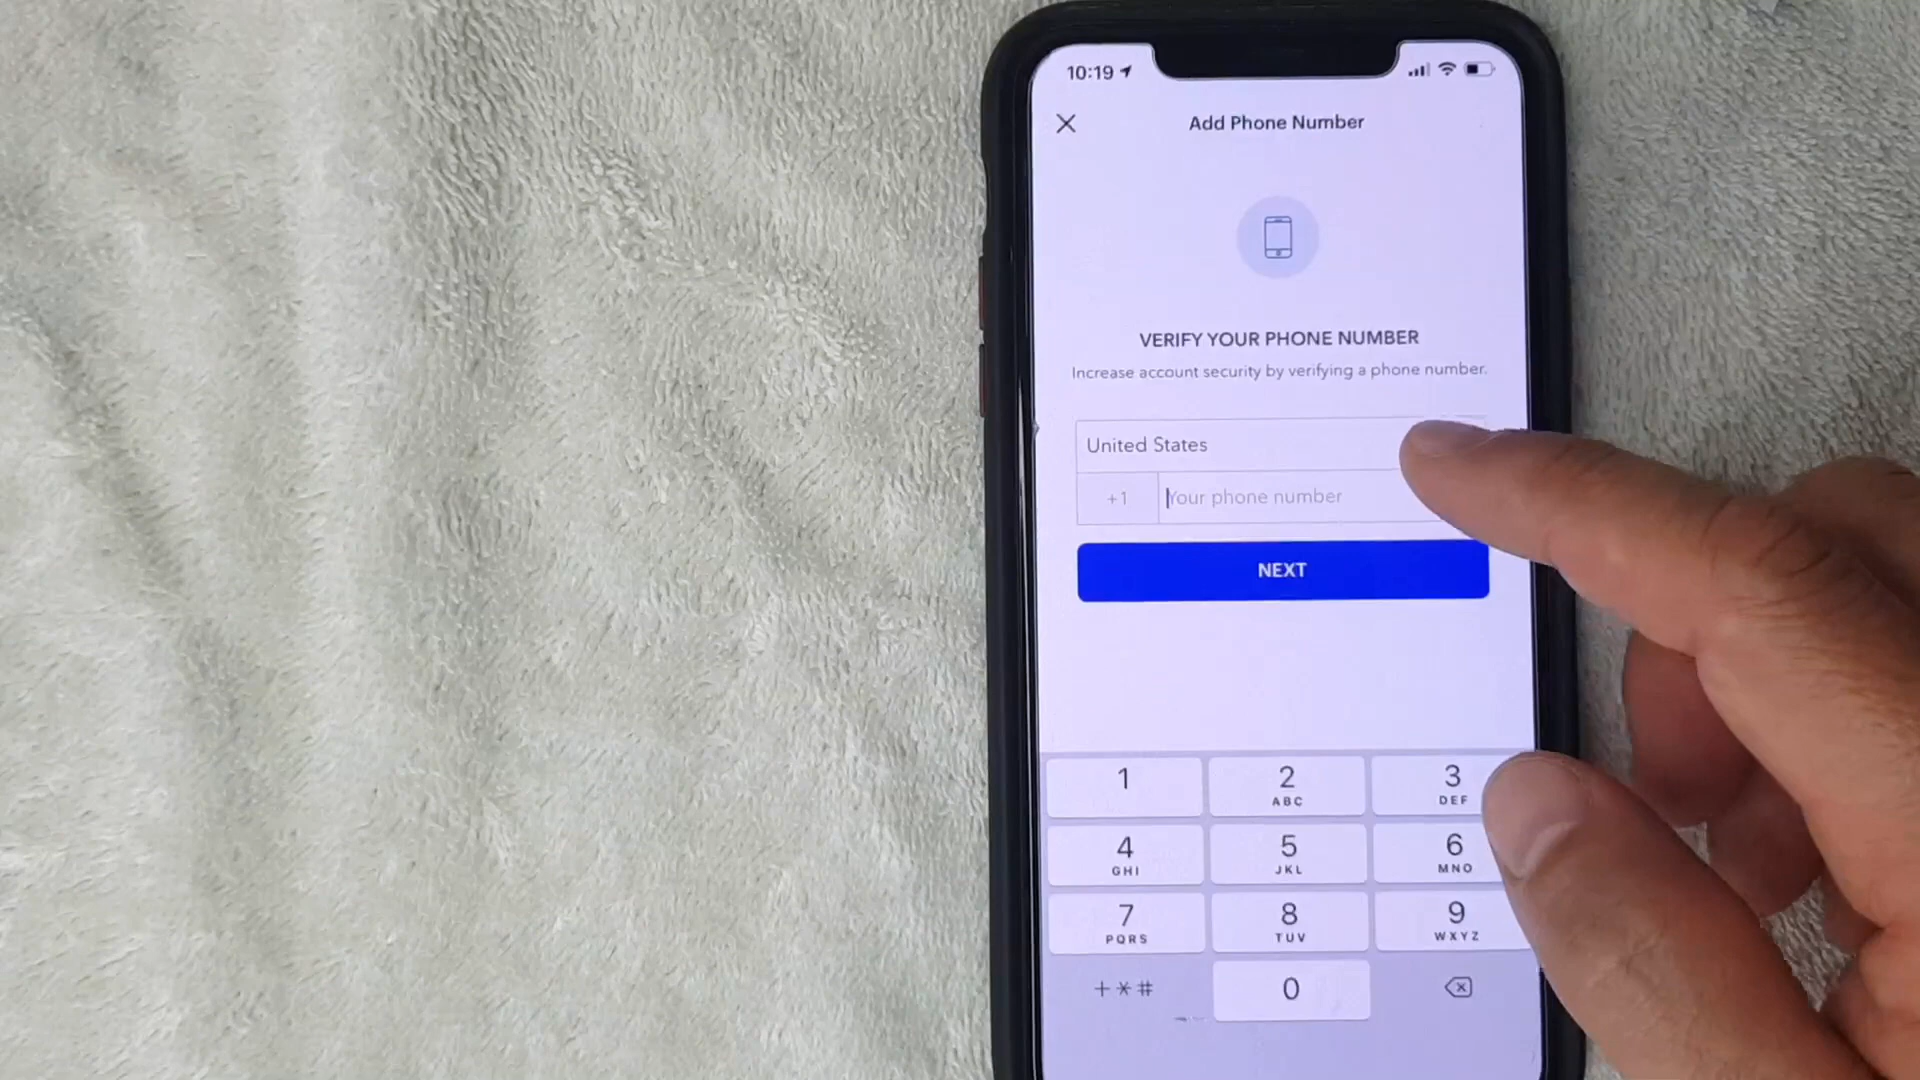 10:19
Add Phone Number
VERIFY YOUR PHONE NUMBER
Increase account security by verifying a phone number.
United States
+1 Your phone number
NEXT
1 2 3
ABC DEF
4 5 6
GHI JKL MNO
7 8 9
PQRS TUV WXYZ
+*# 0